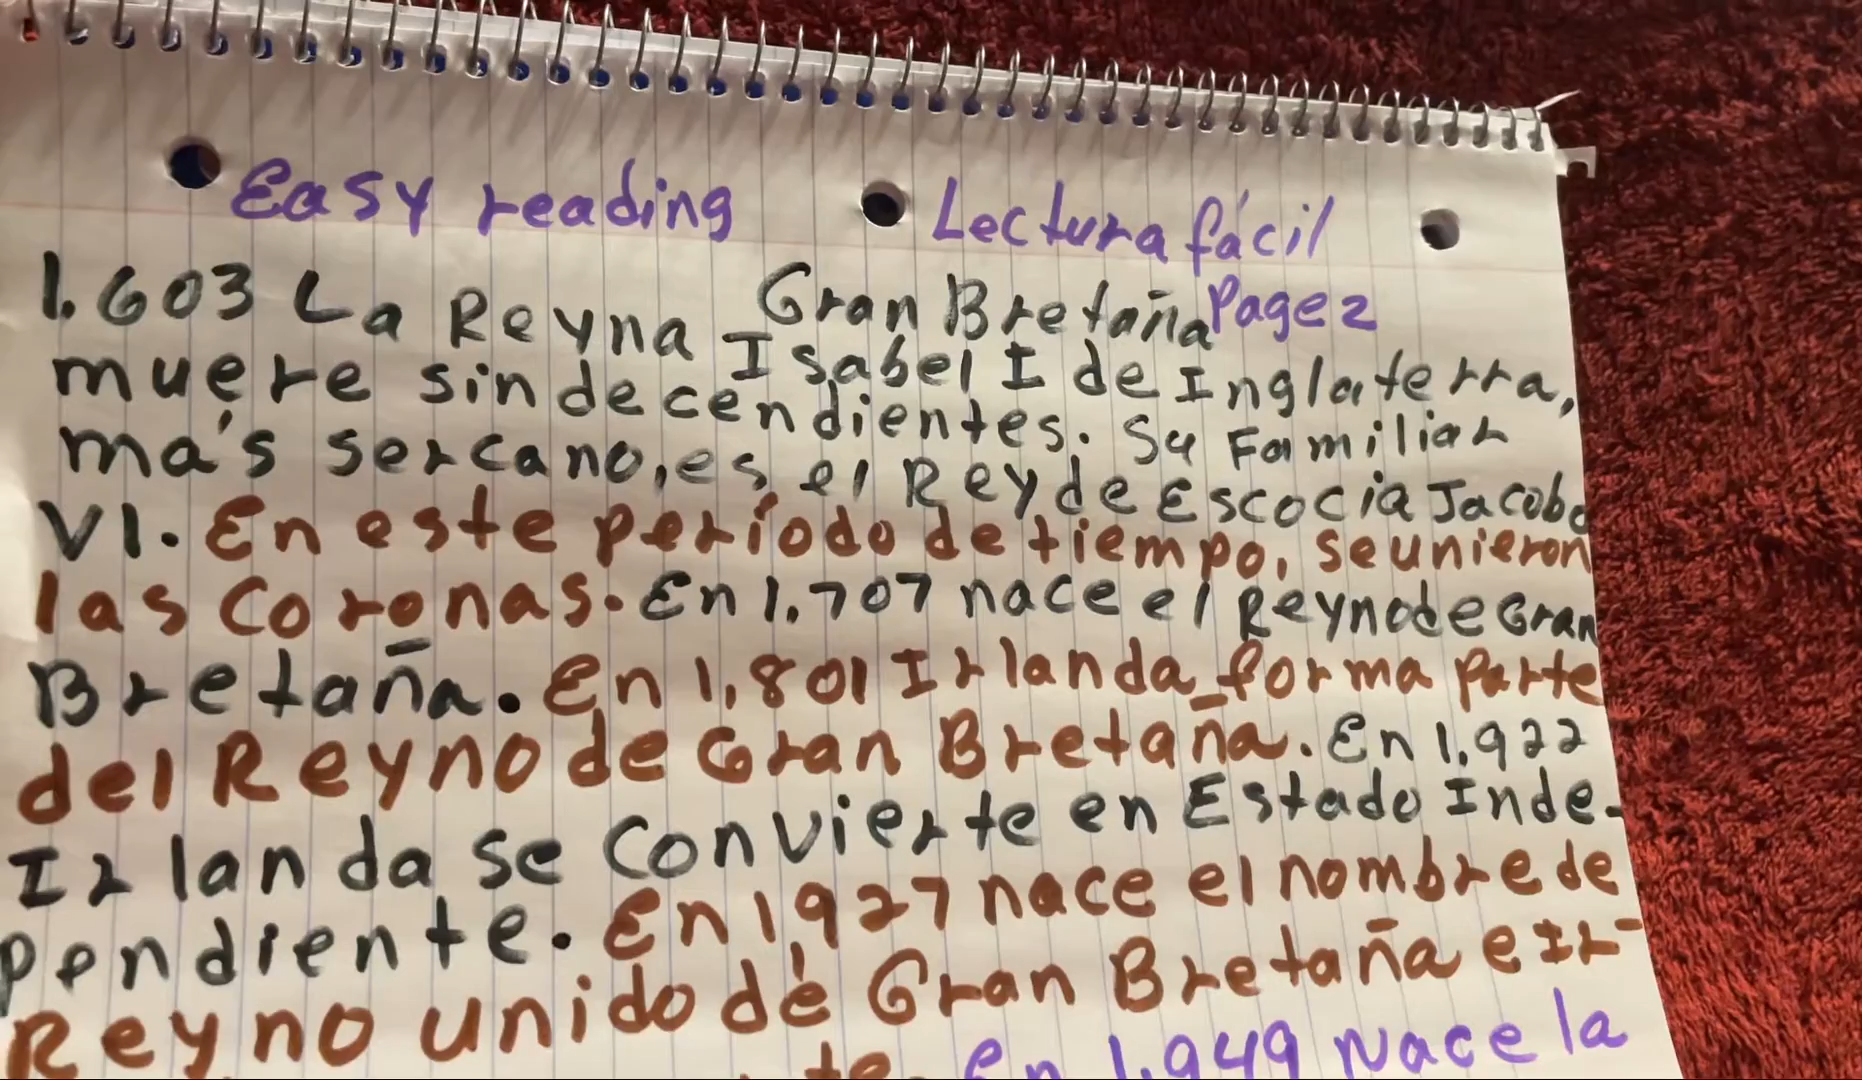 Easy reading Lectura fácil
Gran Bretaña Page 2
1.603 La Reyna Isabel I de Inglaterra,
muere sin decendientes. Su Familiar
más sercano, es el Rey de Escocia Jacobo
VI. En este período de tiempo, se unieron
las Coronas. En 1.707 nace el Reyno de Gran
Bretaña. En 1,801 Irlanda forma parte
del Reyno de Gran Bretaña. En 1,922
Irlanda se convierte en Estado Inde-
pendiente. En 1,927 nace el nombre de
Reyno unido de Gran Bretaña e Ir-
te. en 1.949 Nace la